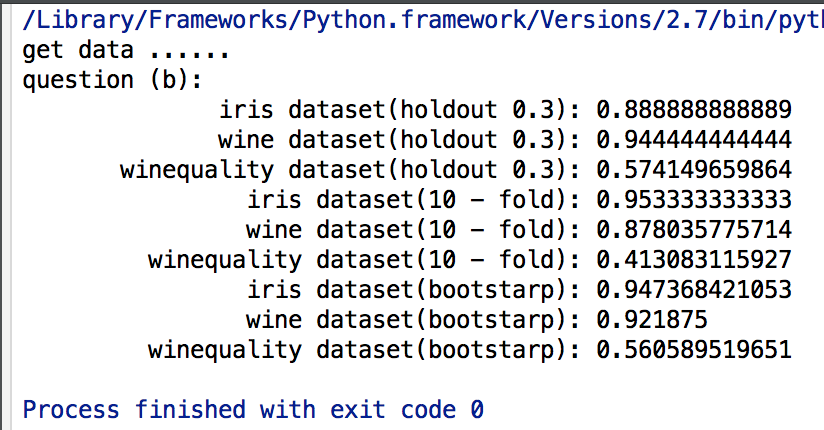 /Library/Frameworks/Python.framework/Versions/2.7/bin/pyth
get data ......
question (b):
iris dataset(holdout 0.3): 0.888888888889
wine dataset(holdout 0.3): 0.944444444444
winequality dataset(holdout 0.3): 0.574149659864
iris dataset(10 - fold): 0.953333333333
wine dataset(10 - fold): 0.878035775714
winequality dataset(10 - fold): 0.413083115927
iris dataset(bootstarp): 0.947368421053
wine dataset(bootstarp): 0.921875
winequality dataset(bootstarp): 0.560589519651
Process finished with exit code 0